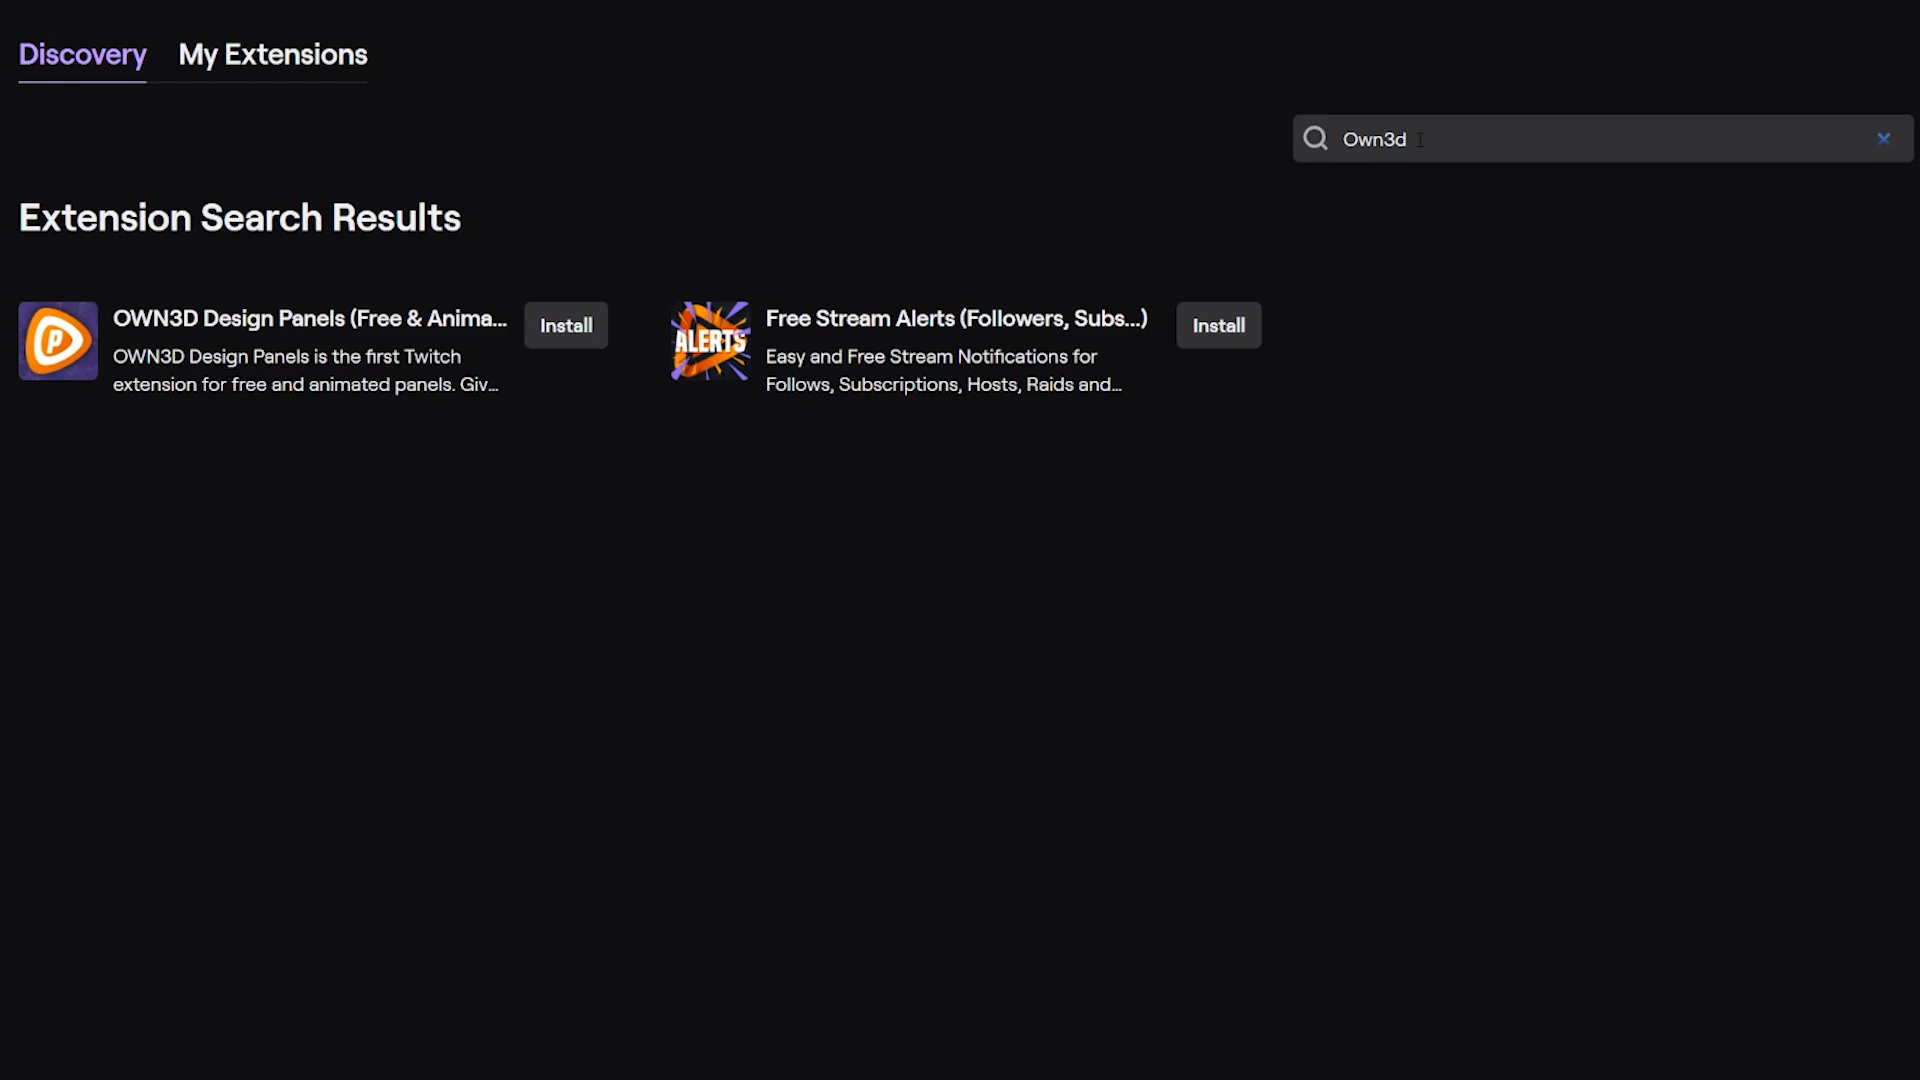 Discovery My Extensions
Own3d
Extension Search Results
OWN3D Design Panels (Free & Anima...
Install
OWN3D Design Panels is the first Twitch
extension for free and animated panels. Giv...
ALERTS
Free Stream Alerts (Followers, Subs...)
Install
Easy and Free Stream Notifications for
Follows, Subscriptions, Hosts, Raids and...